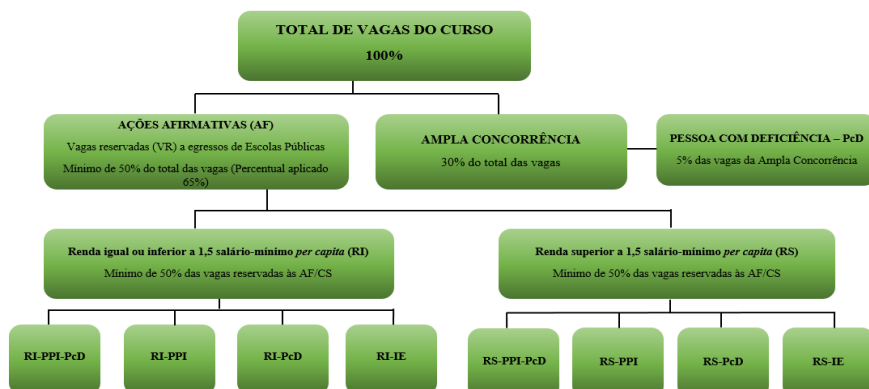 TOTAL DE VAGAS DO CURSO
100%
AÇÕES AFIRMATIVAS (AF)
Vagas reservadas (VR) a egressos de Escolas Públicas
Mínimo de 50% do total das vagas (Percentual aplicado
65%)
AMPLA CONCORRÊNCIA
30% do total das vagas
PESSOA COM DEFICIÊNCIA – PcD
5% das vagas da Ampla Concorrência
Renda igual ou inferior a 1,5 salário-mínimo per capita (RI)
Mínimo de 50% das vagas reservadas às AF/CS
Renda superior a 1,5 salário-mínimo per capita (RS)
Mínimo de 50% das vagas reservadas às AF/CS
RI-PPI-PcD
RI-PPI
RI-PcD
RI-IE
RS-PPI-PcD
RS-PPI
RS-PcD
RS-IE